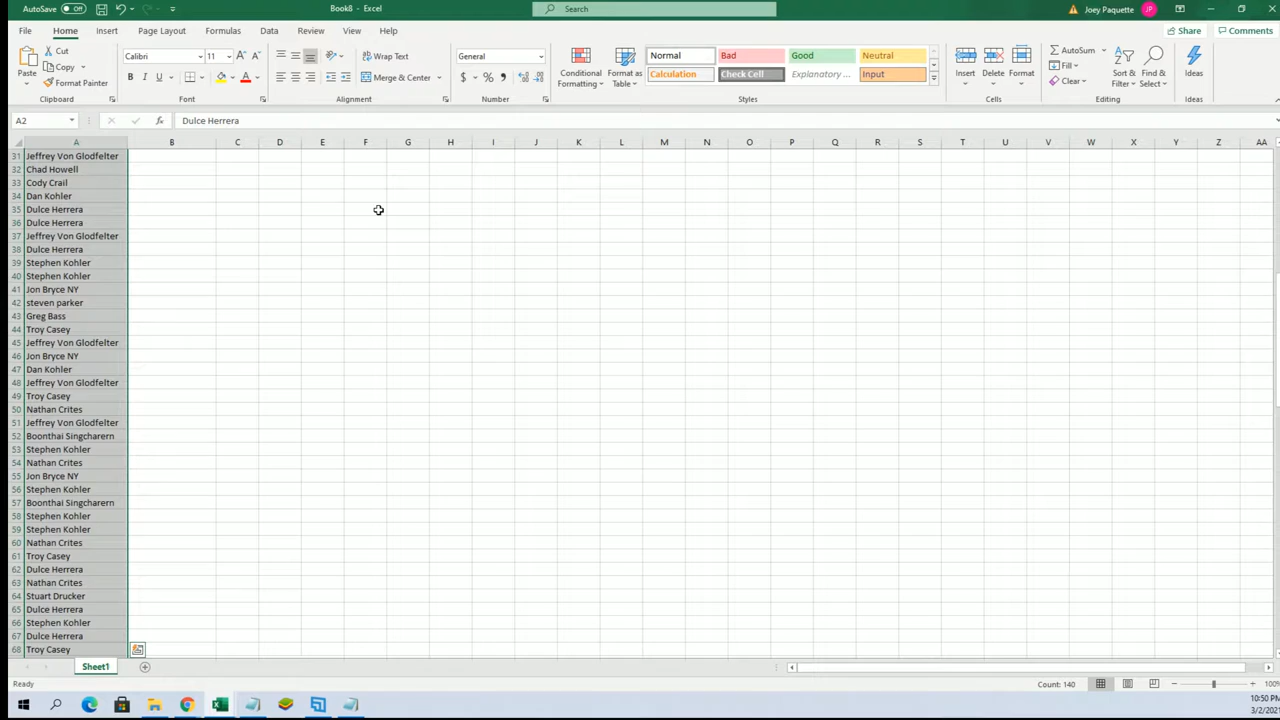 AutoSave Off Book8 - Excel Search Joey Paquette JP
File Home Insert Page Layout Formulas Data Review View Help Share Comments
Cut Calibri 11 A A Wrap Text General Normal Bad Good Neutral AutoSum
Copy Fill
Paste Format Painter B I U A Merge & Center $ % , Conditional Formatting Format as Table Calculation Check Cell Explanatory ... Input Insert Delete Format Clear Sort & Filter Find & Select Ideas
Clipboard Font Alignment Number Styles Cells Editing Ideas
A2 fx Dulce Herrera
A B C D E F G H I J K L M N O P Q R S T U V W X Y Z AA
31 Jeffrey Von Glodfelter
32 Chad Howell
33 Cody Crail
34 Dan Kohler
35 Dulce Herrera
36 Dulce Herrera
37 Jeffrey Von Glodfelter
38 Dulce Herrera
39 Stephen Kohler
40 Stephen Kohler
41 Jon Bryce NY
42 steven parker
43 Greg Bass
44 Troy Casey
45 Jeffrey Von Glodfelter
46 Jon Bryce NY
47 Dan Kohler
48 Jeffrey Von Glodfelter
49 Troy Casey
50 Nathan Crites
51 Jeffrey Von Glodfelter
52 Boonthai Singcharern
53 Stephen Kohler
54 Nathan Crites
55 Jon Bryce NY
56 Stephen Kohler
57 Boonthai Singcharern
58 Stephen Kohler
59 Stephen Kohler
60 Nathan Crites
61 Troy Casey
62 Dulce Herrera
63 Nathan Crites
64 Stuart Drucker
65 Dulce Herrera
66 Stephen Kohler
67 Dulce Herrera
68 Troy Casey
Sheet1
Ready Count: 140 100%
10:50 PM
3/2/202